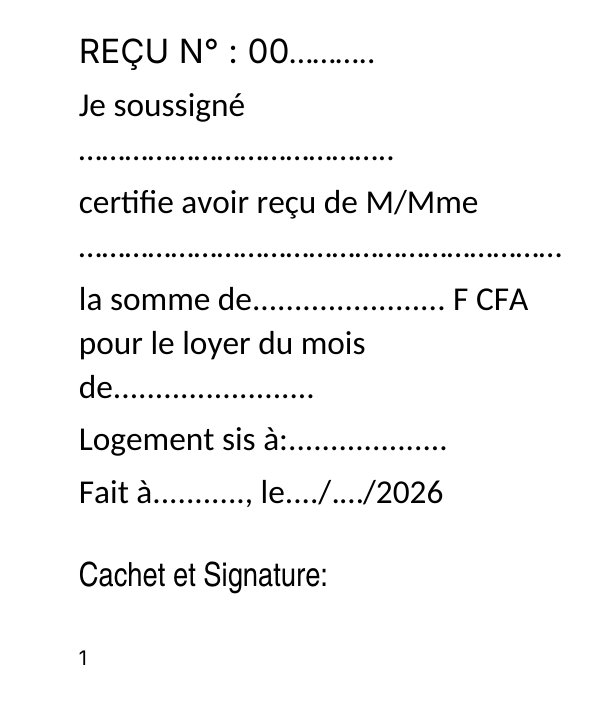 REÇU N° : 00………..
Je soussigné
…………………………………..
certifie avoir reçu de M/Mme
………………………………………………………
la somme de....................... F CFA
pour le loyer du mois
de........................
Logement sis à:...................
Fait à..........., le..../..../2026
Cachet et Signature:
1